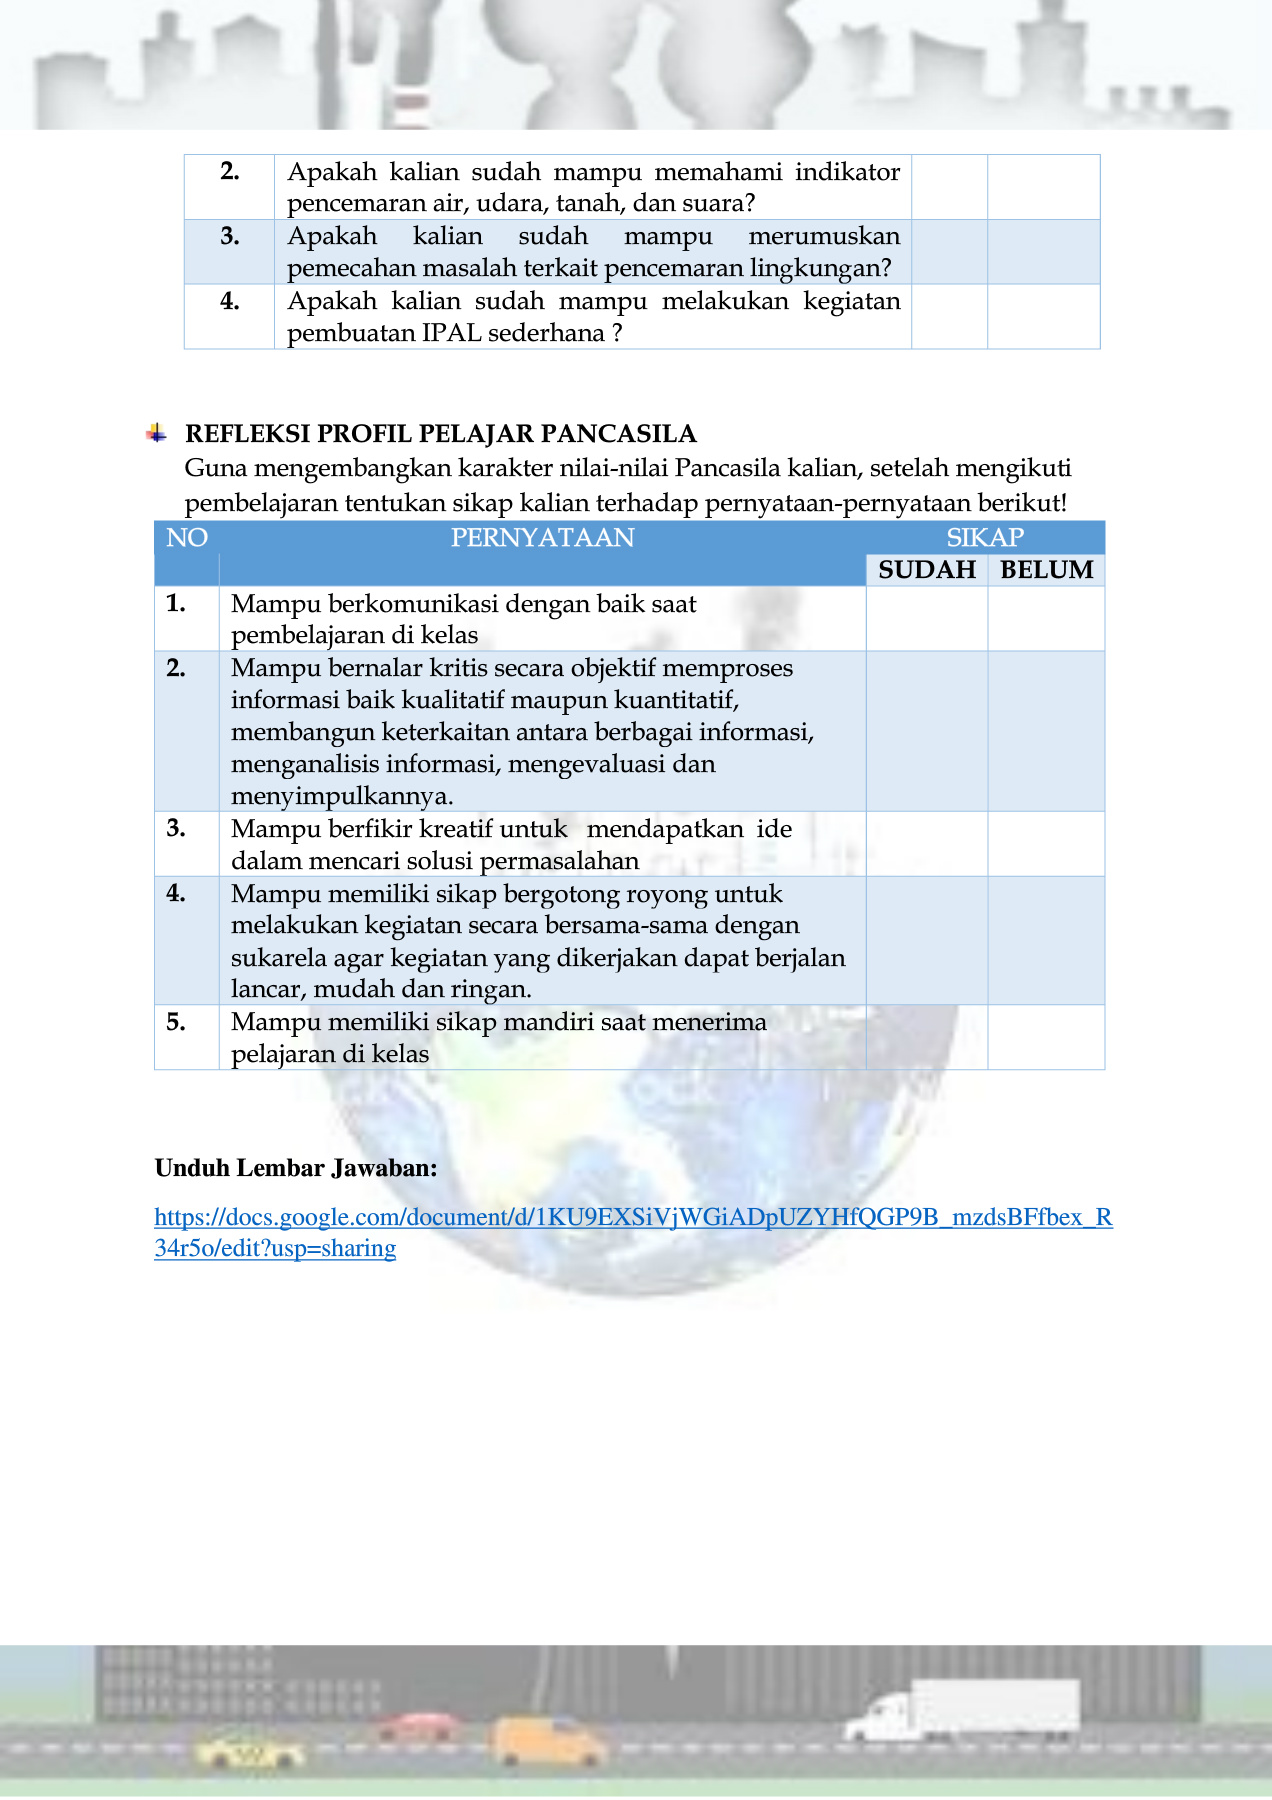 2. Apakah kalian sudah mampu memahami indikator
pencemaran air, udara, tanah, dan suara?
3. Apakah kalian sudah mampu merumuskan
pemecahan masalah terkait pencemaran lingkungan?
4. Apakah kalian sudah mampu melakukan kegiatan
pembuatan IPAL sederhana ?
REFLEKSI PROFIL PELAJAR PANCASILA
Guna mengembangkan karakter nilai-nilai Pancasila kalian, setelah mengikuti
pembelajaran tentukan sikap kalian terhadap pernyataan-pernyataan berikut!
NO PERNYATAAN SIKAP
SUDAH BELUM
1. Mampu berkomunikasi dengan baik saat
pembelajaran di kelas
2. Mampu bernalar kritis secara objektif memproses
informasi baik kualitatif maupun kuantitatif,
membangun keterkaitan antara berbagai informasi,
menganalisis informasi, mengevaluasi dan
menyimpulkannya.
3. Mampu berfikir kreatif untuk mendapatkan ide
dalam mencari solusi permasalahan
4. Mampu memiliki sikap bergotong royong untuk
melakukan kegiatan secara bersama-sama dengan
sukarela agar kegiatan yang dikerjakan dapat berjalan
lancar, mudah dan ringan.
5. Mampu memiliki sikap mandiri saat menerima
pelajaran di kelas
Unduh Lembar Jawaban:
https://docs.google.com/document/d/1KU9EXSiVjWGiADpUZYHfQGP9B_mzdsBFfbex_R
34r5o/edit?usp=sharing